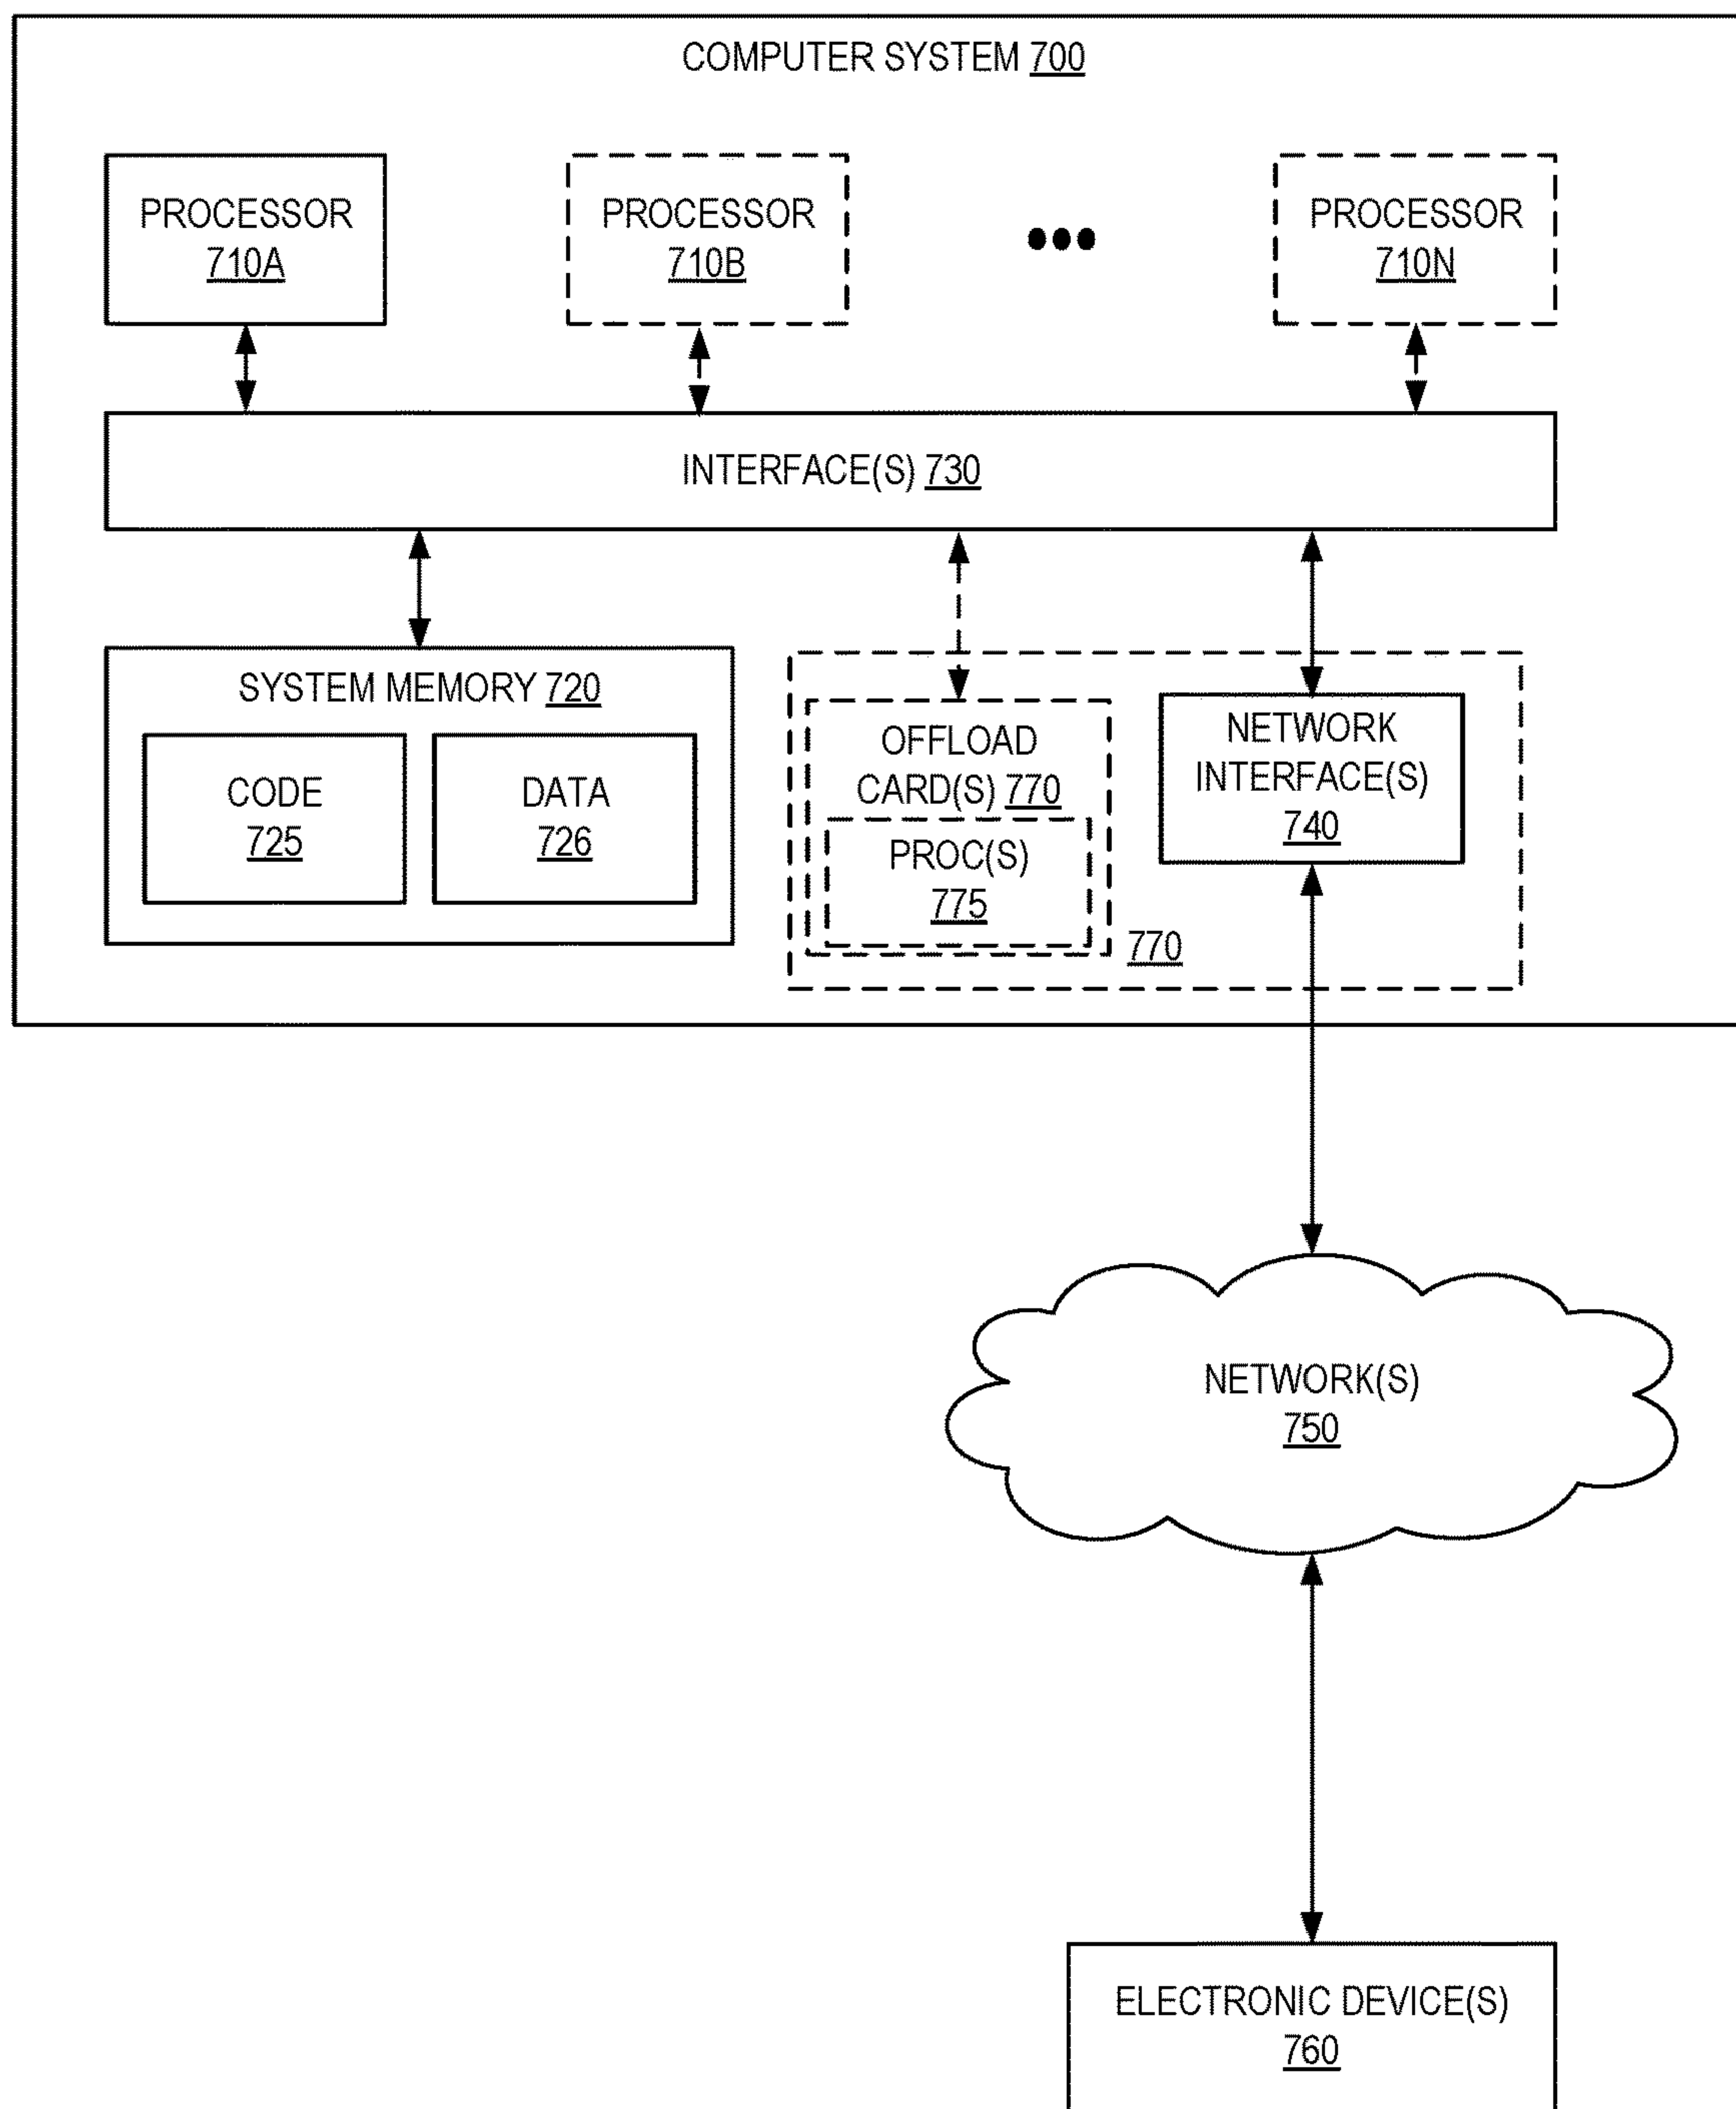 COMPUTER SYSTEM 700
PROCESSOR
710A
PROCESSOR
710B
PROCESSOR
710N
INTERFACE(S) 730
SYSTEM MEMORY 720
CODE
725
DATA
726
OFFLOAD
CARD(S) 770
PROC(S)
775
770
NETWORK
INTERFACE(S)
740
NETWORK(S)
750
ELECTRONIC DEVICE(S)
760